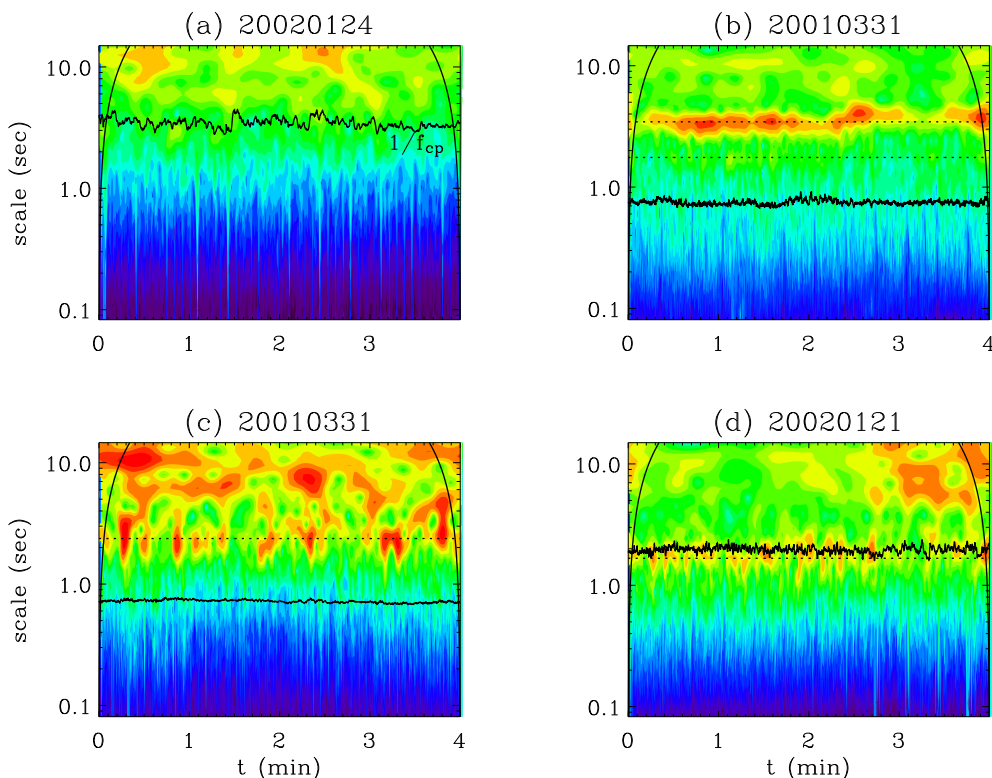 (a) 20020124
(b) 20010331
10.0
1.0
0.1
scale (sec)
1/fcp
0 1 2 3
10.0
1.0
0.1
0 1 2 3 4
(c) 20010331
(d) 20020121
10.0
1.0
0.1
scale (sec)
0 1 2 3 4
t (min)
10.0
1.0
0.1
0 1 2 3
t (min)